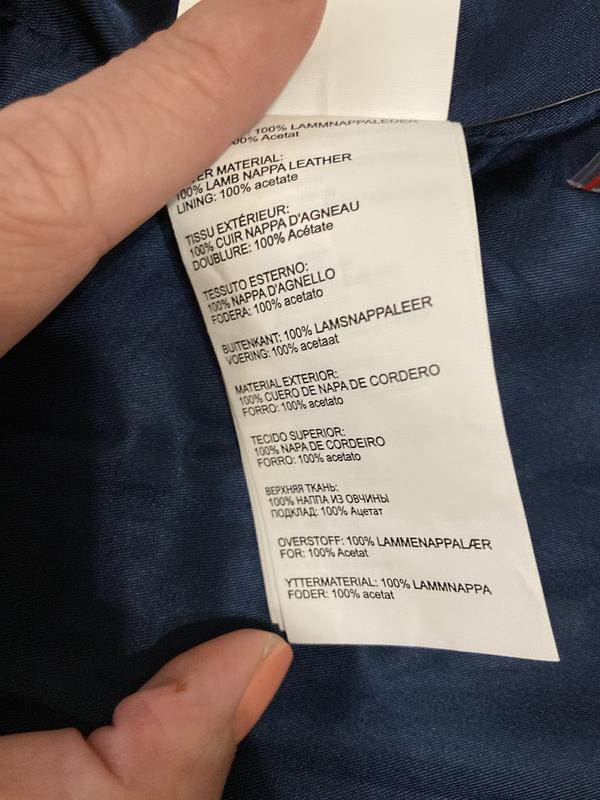 100% LAMMNAPPALEDER
00% Acetat
ER MATERIAL:
100% LAMB NAPPA LEATHER
LINING: 100% acetate
TISSU EXTÉRIEUR:
100% CUIR NAPPA D'AGNEAU
DOUBLURE: 100% Acétate
TESSUTO ESTERNO:
100% NAPPA D'AGNELLO
FODERA: 100% acetato
BUITENKANT: 100% LAMSNAPPALEER
VOERING: 100% acetaat
MATERIAL EXTERIOR:
100% CUERO DE NAPA DE CORDERO
FORRO: 100% acetato
TECIDO SUPERIOR:
100% NAPA DE CORDEIRO
FORRO: 100% acetato
ВЕРХНЯЯ ТКАНЬ:
100% НАППА ИЗ ОВЧИНЫ
ПОДКЛАД: 100% Ацетат
OVERSTOFF: 100% LAMMENAPPALÆR
FOR: 100% Acetat
YTTERMATERIAL: 100% LAMMNAPPA
FODER: 100% acetat